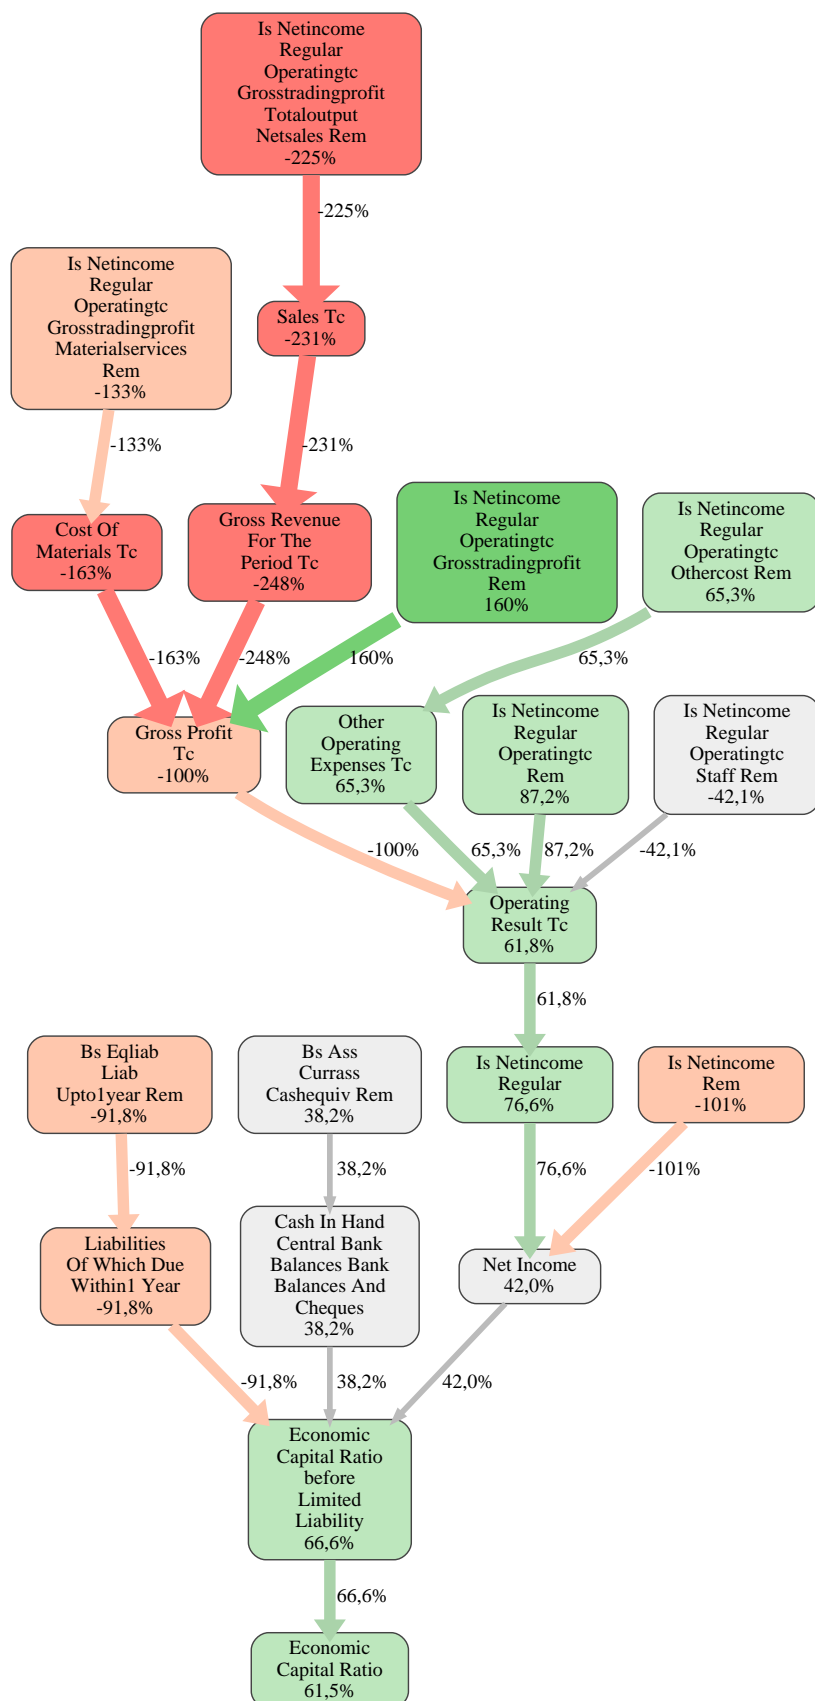 Is Netincome
Regular
Operatingtc
Grosstradingprofit
Totaloutput
Netsales Rem
-225%
-225%
Is Netincome
Regular
Operatingtc
Grosstradingprofit
Materialservices
Rem
-133%
Sales Tc
-231%
-133%
-231%
Cost Of
Materials Tc
-163%
Gross Revenue
For The
Period Tc
-248%
Is Netincome
Regular
Operatingtc
Grosstradingprofit
Rem
160%
Is Netincome
Regular
Operatingtc
Othercost Rem
65,3%
-163%
-248%
160%
65,3%
Gross Profit
Tc
-100%
Other
Operating
Expenses Tc
65,3%
Is Netincome
Regular
Operatingtc
Rem
87,2%
Is Netincome
Regular
Operatingtc
Staff Rem
-42,1%
-100%
65,3%
87,2%
-42,1%
Operating
Result Tc
61,8%
61,8%
Bs Eqliab
Liab
Upto1year Rem
-91,8%
Bs Ass
Currass
Cashequiv Rem
38,2%
Is Netincome
Regular
76,6%
Is Netincome
Rem
-101%
-91,8%
38,2%
76,6%
-101%
Liabilities
Of Which Due
Within1 Year
-91,8%
Cash In Hand
Central Bank
Balances Bank
Balances And
Cheques
38,2%
Net Income
42,0%
-91,8%
38,2%
42,0%
Economic
Capital Ratio
before
Limited
Liability
66,6%
66,6%
Economic
Capital Ratio
61,5%